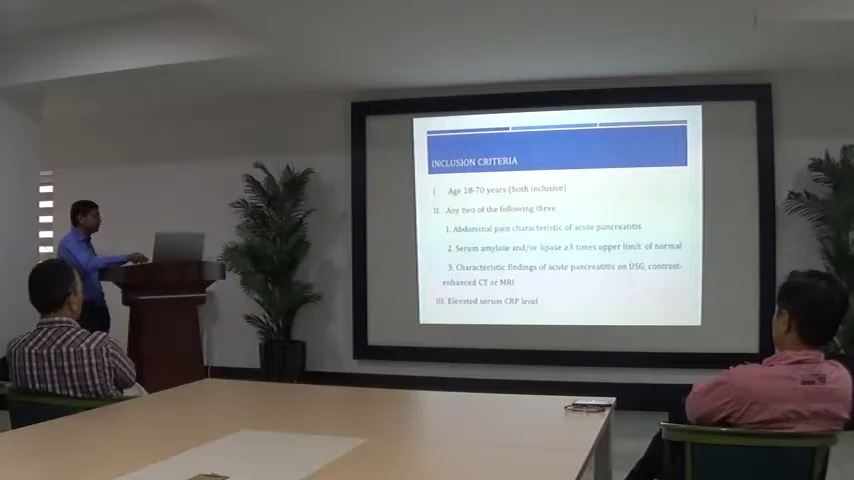 INCLUSION CRITERIA
I. Age 18-70 years (both inclusive)
II. Any two of the following three
1. Abdominal pain characteristic of acute pancreatitis
2. Serum amylase and/or lipase ≥3 times upper limit of normal
3. Characteristic findings of acute pancreatitis on USG, contrast-
enhanced CT or MRI
III. Elevated serum CRP level